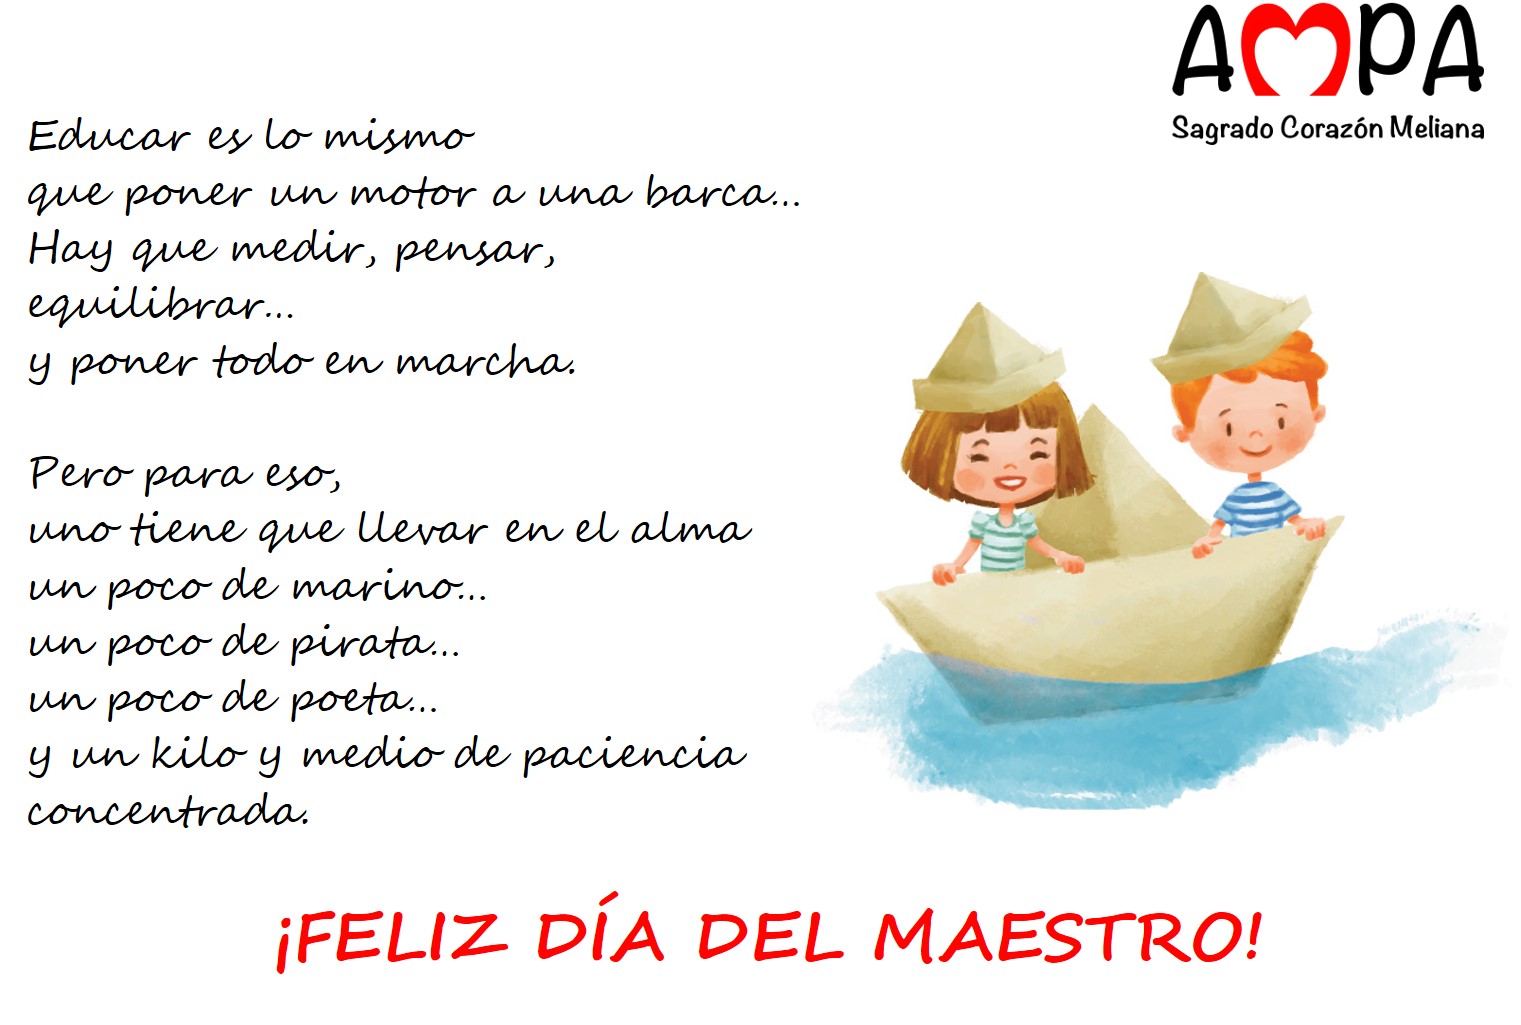 AMPA
Sagrado Corazón Meliana
Educar es lo mismo
que poner un motor a una barca...
Hay que medir, pensar,
equilibrar...
y poner todo en marcha.
Pero para eso,
uno tiene que llevar en el alma
un poco de marino...
un poco de pirata...
un poco de poeta...
y un kilo y medio de paciencia
concentrada.
¡FELIZ DÍA DEL MAESTRO!